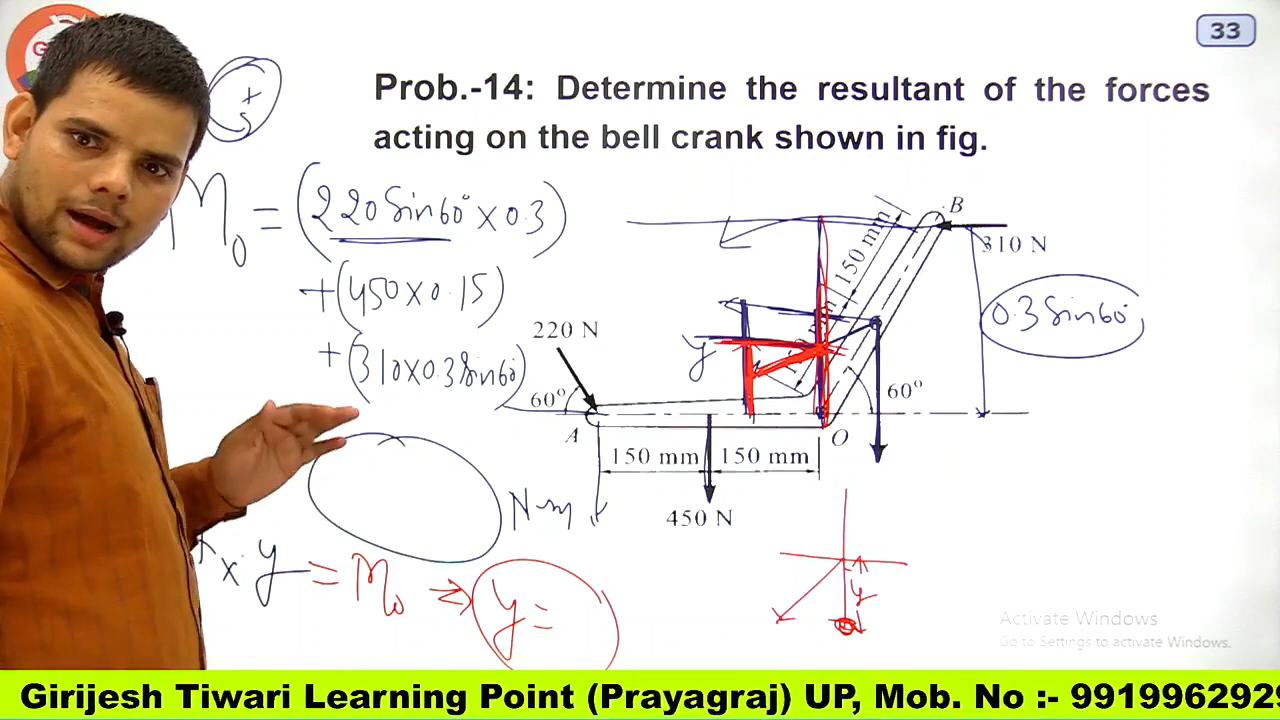 33
Prob.-14: Determine the resultant of the forces
acting on the bell crank shown in fig.
M₀ = (220 Sin60° × 0.3)
+(450×0.15)
+(310×0.3Sin60°)
N-m
x y = M₀ ⇒ y =
B
310 N
0.3 Sin60°
150 mm
220 N
60°
y
60°
A
O
150 mm
150 mm
450 N
y
Activate Windows
Go to Settings to activate Windows.
Girijesh Tiwari Learning Point (Prayagraj) UP, Mob. No :- 991996292